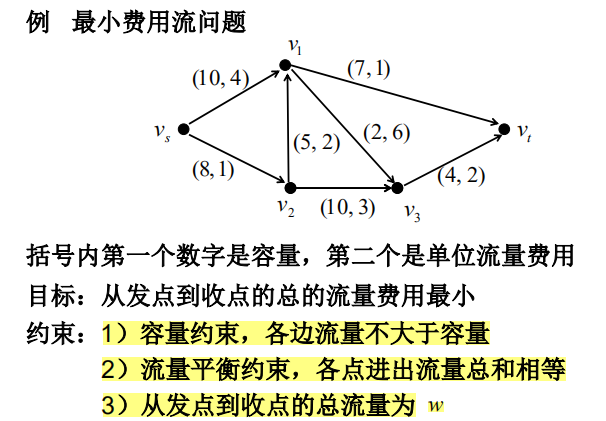 例 最小费用流问题
v₁
(10, 4)
(7, 1)
vₛ
(5, 2)
(2, 6)
vₜ
(8, 1)
(4, 2)
v₂
(10, 3)
v₃
括号内第一个数字是容量，第二个是单位流量费用
目标：从发点到收点的总的流量费用最小
约束：1）容量约束，各边流量不大于容量
2）流量平衡约束，各点进出流量总和相等
3）从发点到收点的总流量为 w